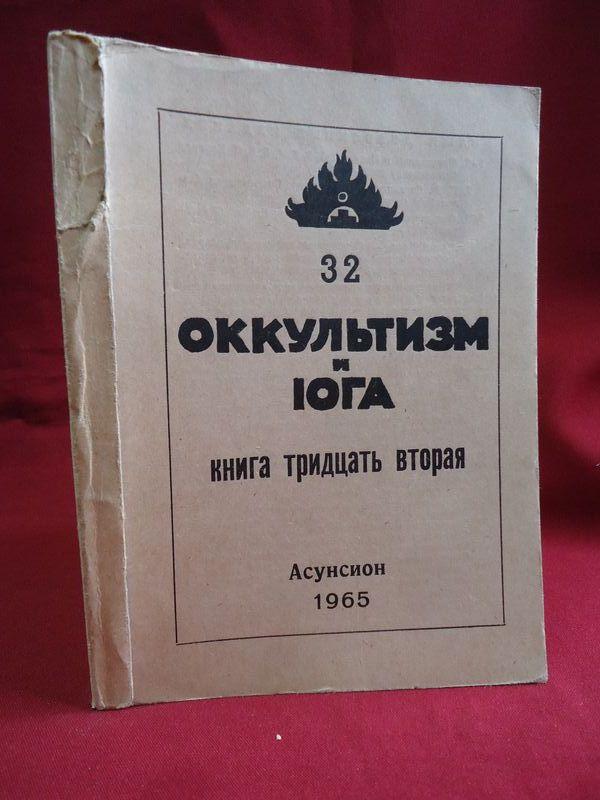 32
ОККУЛЬТИЗМ
и
IОГА
книга тридцать вторая
Асунсион
1965